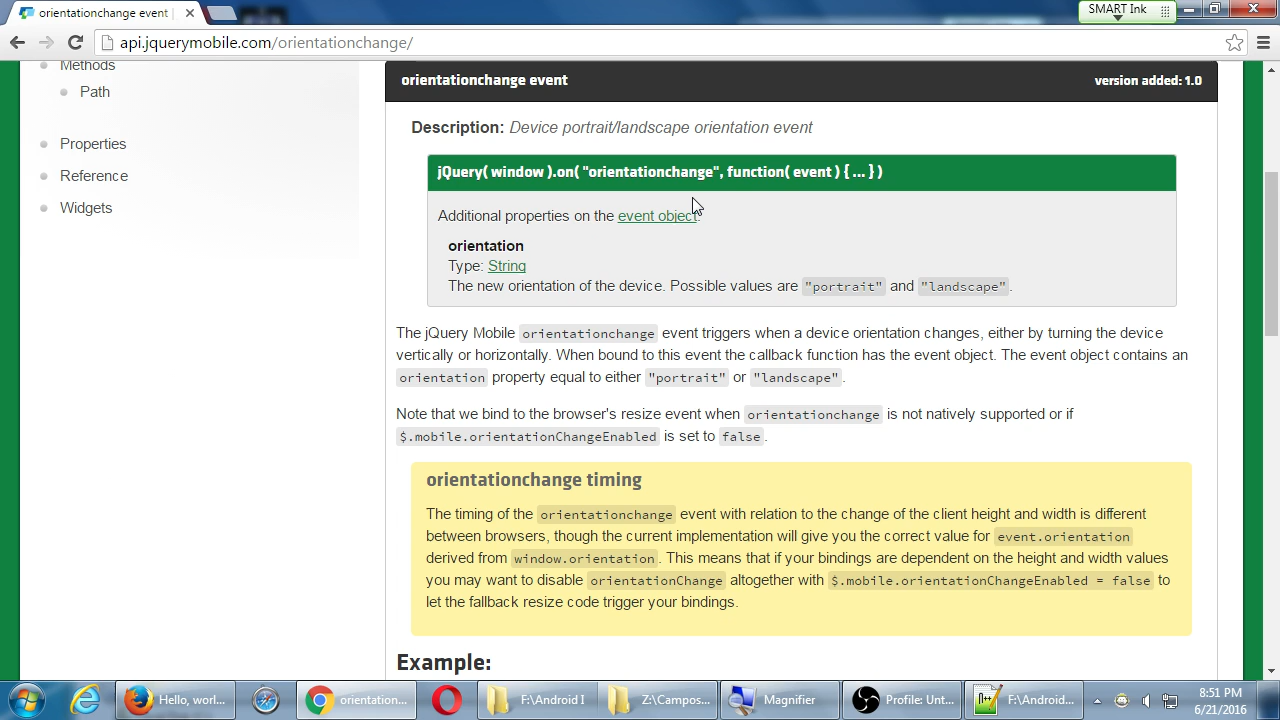 orientationchange event |
SMART Ink
api.jquerymobile.com/orientationchange/
Methods
Path
Properties
Reference
Widgets
orientationchange event
version added: 1.0
Description: Device portrait/landscape orientation event
jQuery( window ).on( "orientationchange", function( event ) { ... } )
Additional properties on the event object.
orientation
Type: String
The new orientation of the device. Possible values are "portrait" and "landscape".
The jQuery Mobile orientationchange event triggers when a device orientation changes, either by turning the device
vertically or horizontally. When bound to this event the callback function has the event object. The event object contains an
orientation property equal to either "portrait" or "landscape".
Note that we bind to the browser's resize event when orientationchange is not natively supported or if
$.mobile.orientationChangeEnabled is set to false.
orientationchange timing
The timing of the orientationchange event with relation to the change of the client height and width is different
between browsers, though the current implementation will give you the correct value for event.orientation
derived from window.orientation. This means that if your bindings are dependent on the height and width values
you may want to disable orientationChange altogether with $.mobile.orientationChangeEnabled = false to
let the fallback resize code trigger your bindings.
Example:
Hello, worl...
orientation...
F:\Android I
Z:\Campos...
Magnifier
Profile: Unt...
F:\Android...
8:51 PM
6/21/2016